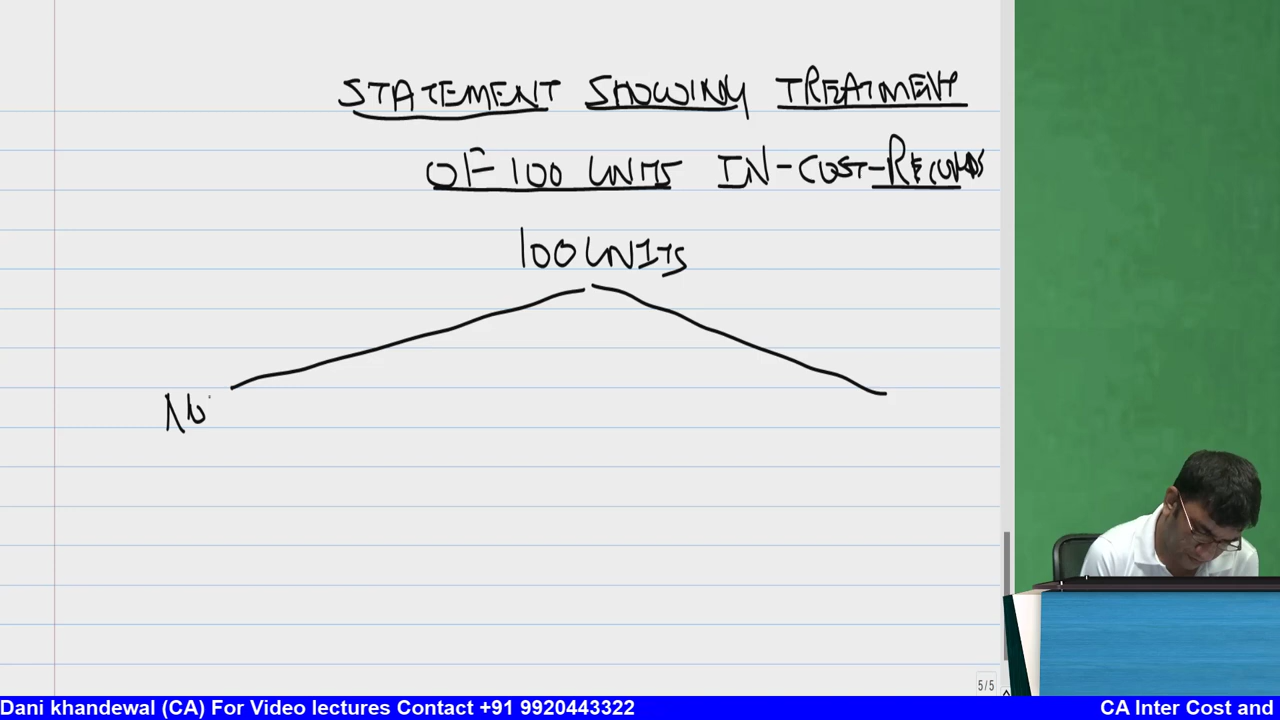 STATEMENT SHOWING TREATMENT
OF 100 UNITS IN-COST-RECORDS
100 UNITS
No
5/5
Dani khandewal (CA) For Video lectures Contact +91 9920443322
CA Inter Cost and